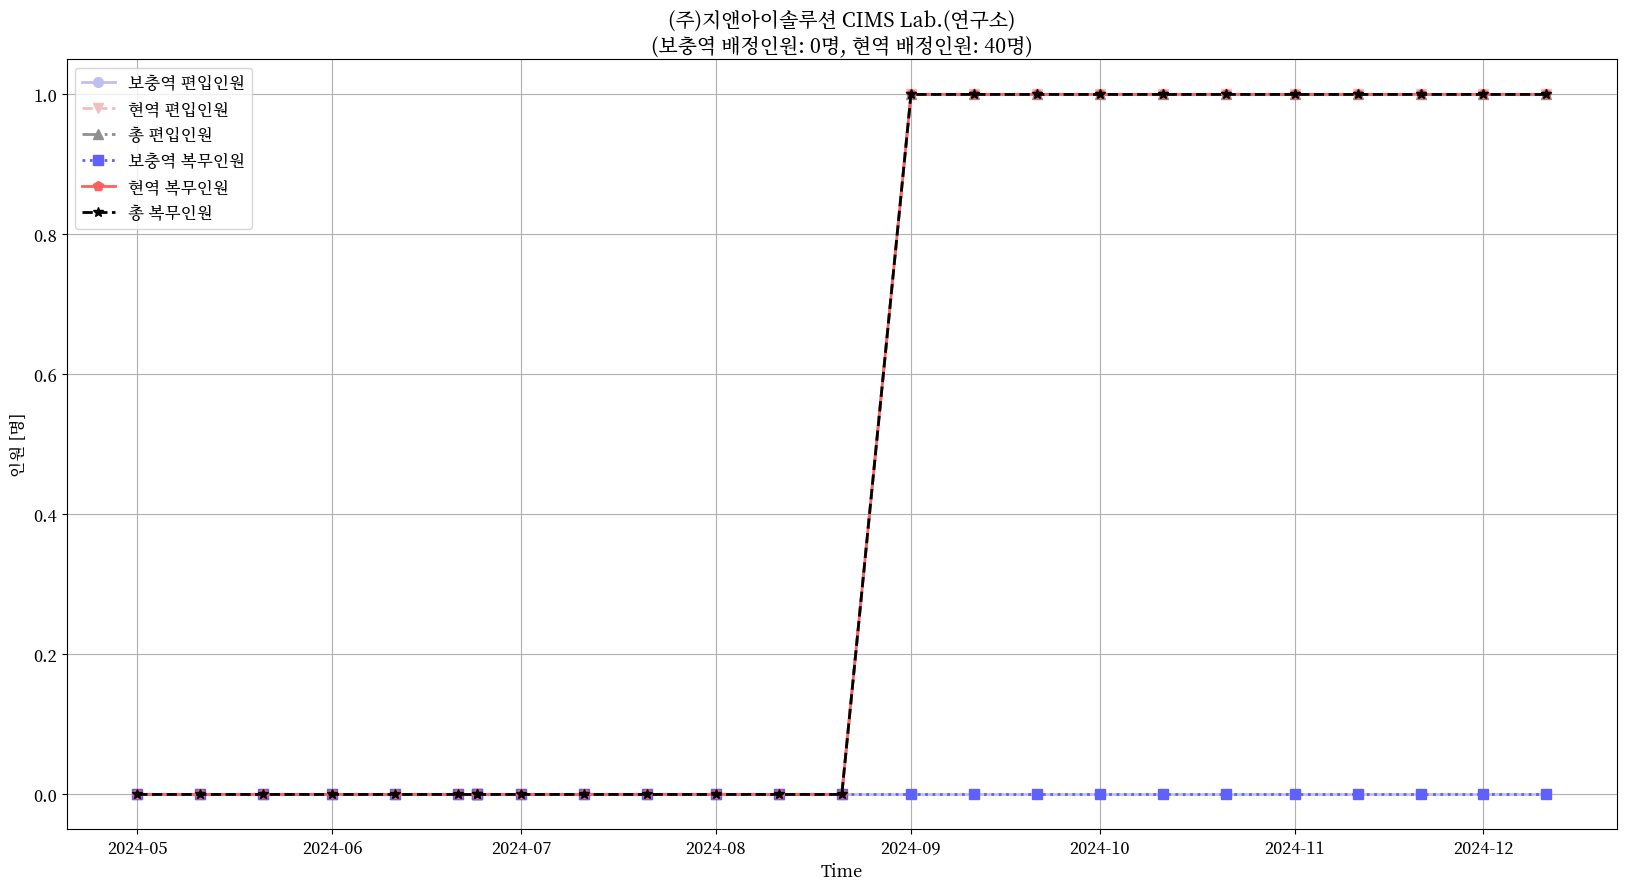 (주)지앤아이솔루션 CIMS Lab.(연구소)
(보충역 배정인원: 0명, 현역 배정인원: 40명)
보충역 편입인원
현역 편입인원
총 편입인원
보충역 복무인원
현역 복무인원
총 복무인원
1.0
0.8
0.6
0.4
0.2
0.0
인원 [명]
2024-05 2024-06 2024-07 2024-08 2024-09 2024-10 2024-11 2024-12
Time